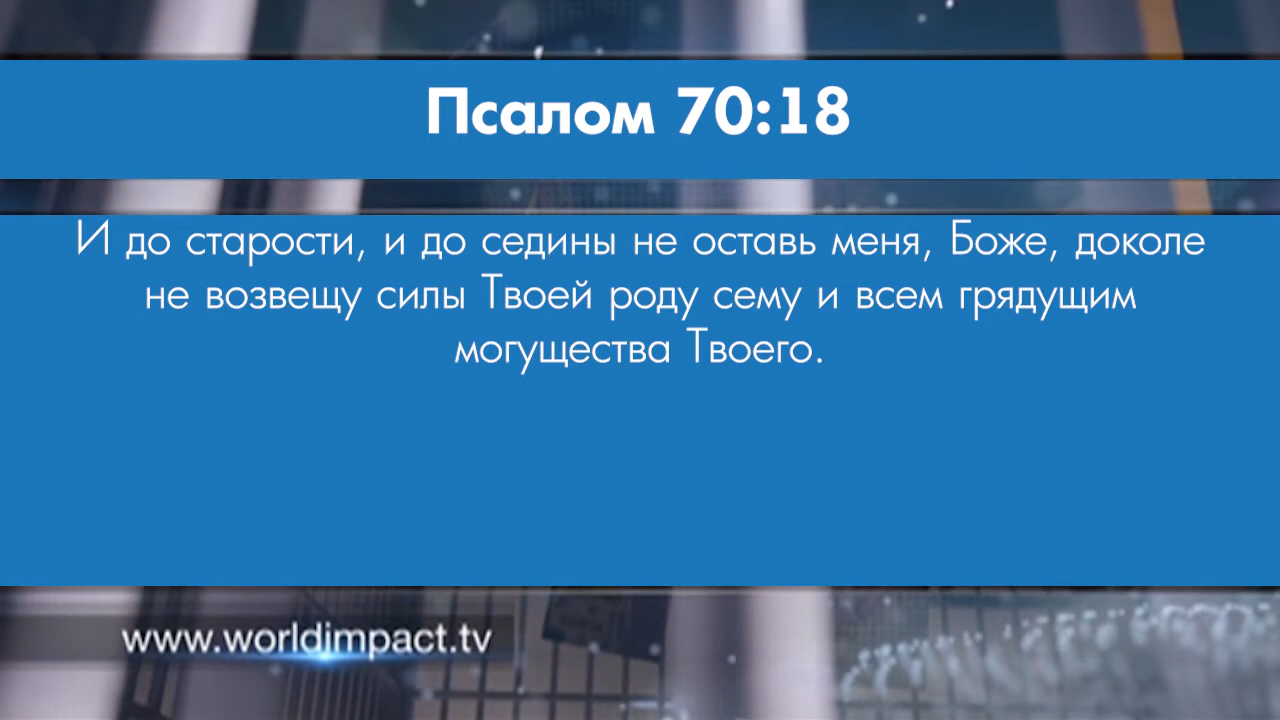 Псалом 70:18
И до старости, и до седины не оставь меня, Боже, доколе
не возвещу силы Твоей роду сему и всем грядущим
могущества Твоего.
www.worldimpact.tv